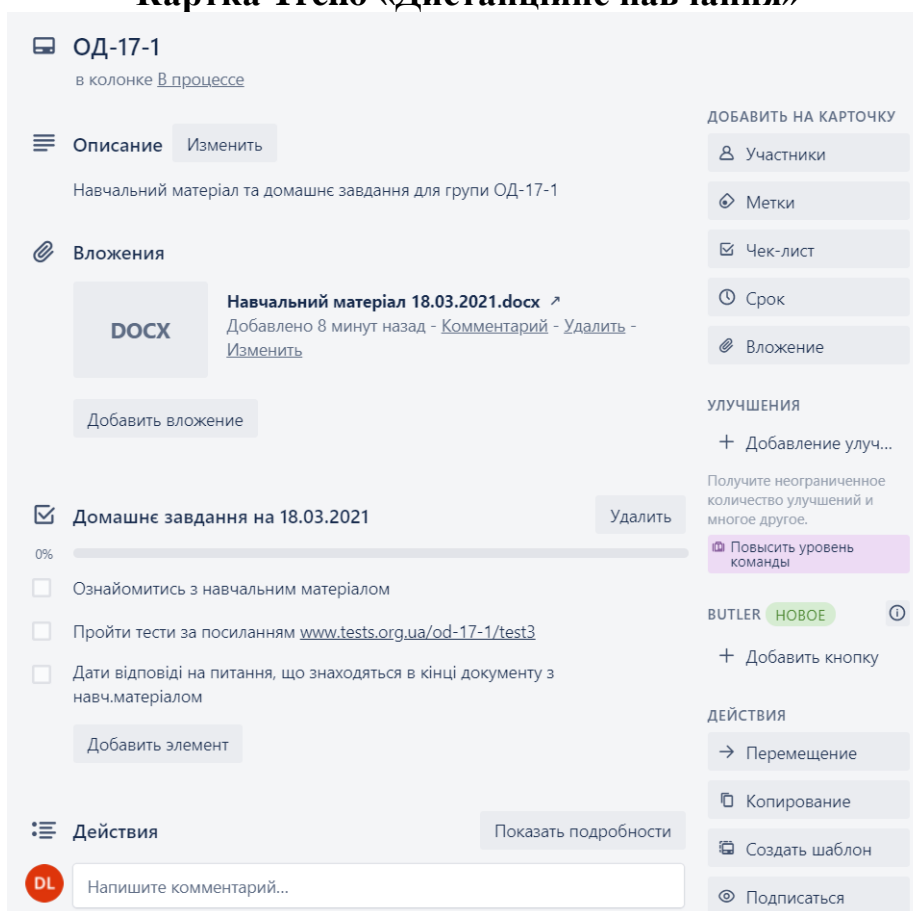 Картка Trello «Дистанційне навчання»
ОД-17-1
в колонке В процессе
Описание Изменить
Навчальний матеріал та домашнє завдання для групи ОД-17-1
Вложения
DOCX
Навчальний матеріал 18.03.2021.docx ↗
Добавлено 8 минут назад - Комментарий - Удалить -
Изменить
Добавить вложение
Домашнє завдання на 18.03.2021 Удалить
0%
Ознайомитись з навчальним матеріалом
Пройти тести за посиланням www.tests.org.ua/od-17-1/test3
Дати відповіді на питання, що знаходяться в кінці документу з
навч.матеріалом
Добавить элемент
Действия Показать подробности
DL Напишите комментарий...
ДОБАВИТЬ НА КАРТОЧКУ
Участники
Метки
Чек-лист
Срок
Вложение
УЛУЧШЕНИЯ
+ Добавление улуч...
Получите неограниченное
количество улучшений и
многое другое.
Повысить уровень
команды
BUTLER НОВОЕ
+ Добавить кнопку
ДЕЙСТВИЯ
→ Перемещение
Копирование
Создать шаблон
Подписаться